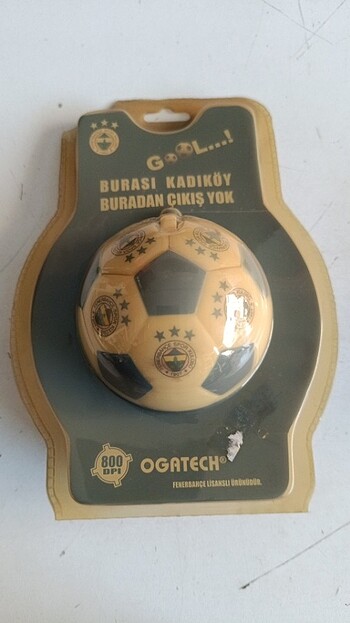 GOOL...!
BURASI KADIKÖY
BURADAN ÇIKIŞ YOK
800
DPI
OGATECH®
FENERBAHÇE LİSANSLI ÜRÜNÜDÜR.